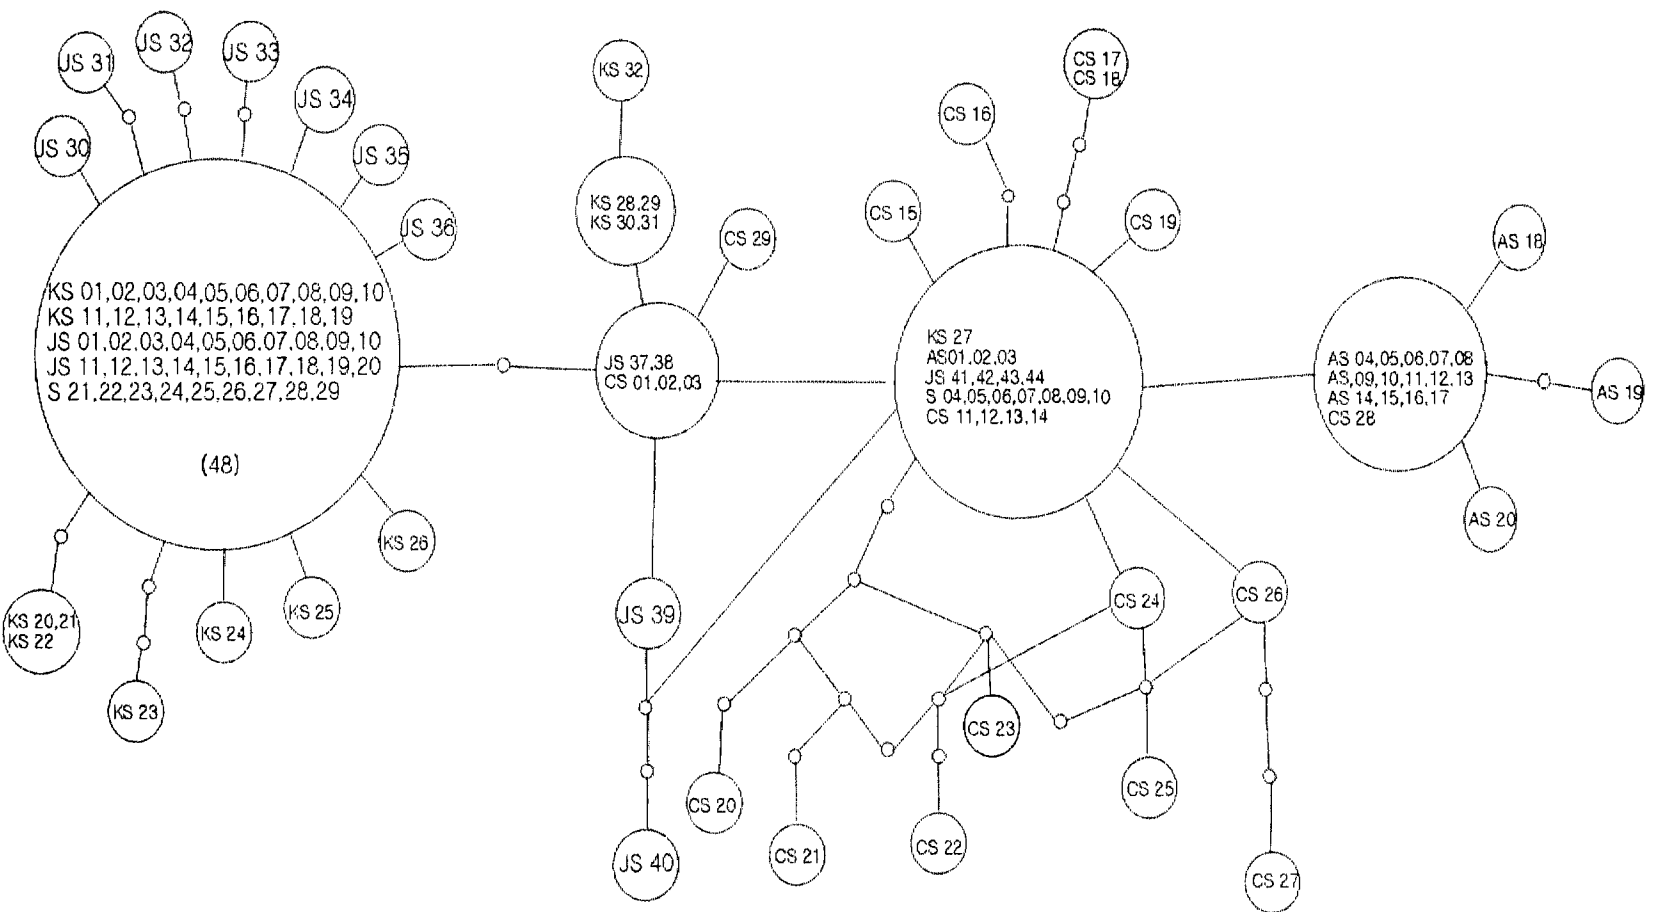 JS 31
JS 32
JS 33
JS 34
JS 30
JS 35
JS 36
KS 01,02,03,04,05,06,07,08,09,10
KS 11,12,13,14,15,16,17.18,19
JS 01,02,03,04,05,06.07,08,09,10
JS 11,12,13,14,15,16,17,18,19,20
S 21,22,23,24,25,26,27,28.29
(48)
KS 20,21
KS 22
KS 23
KS 24
KS 25
KS 26
KS 32
KS 28.29
KS 30.31
CS 29
JS 37,38
CS 01,02,03
JS 39
JS 40
CS 15
CS 16
CS 17
CS 18
CS 19
KS 27
AS01.02,03
JS 41,42,43,44
S 04,05,06,07,08,09,10
CS 11,12.13,14
CS 20
CS 21
CS 22
CS 23
CS 24
CS 25
CS 26
CS 27
AS 18
AS 04,05,06,07,08
AS,09,10,11,12.13
AS 14,15,16,17
CS 28
AS 19
AS 20